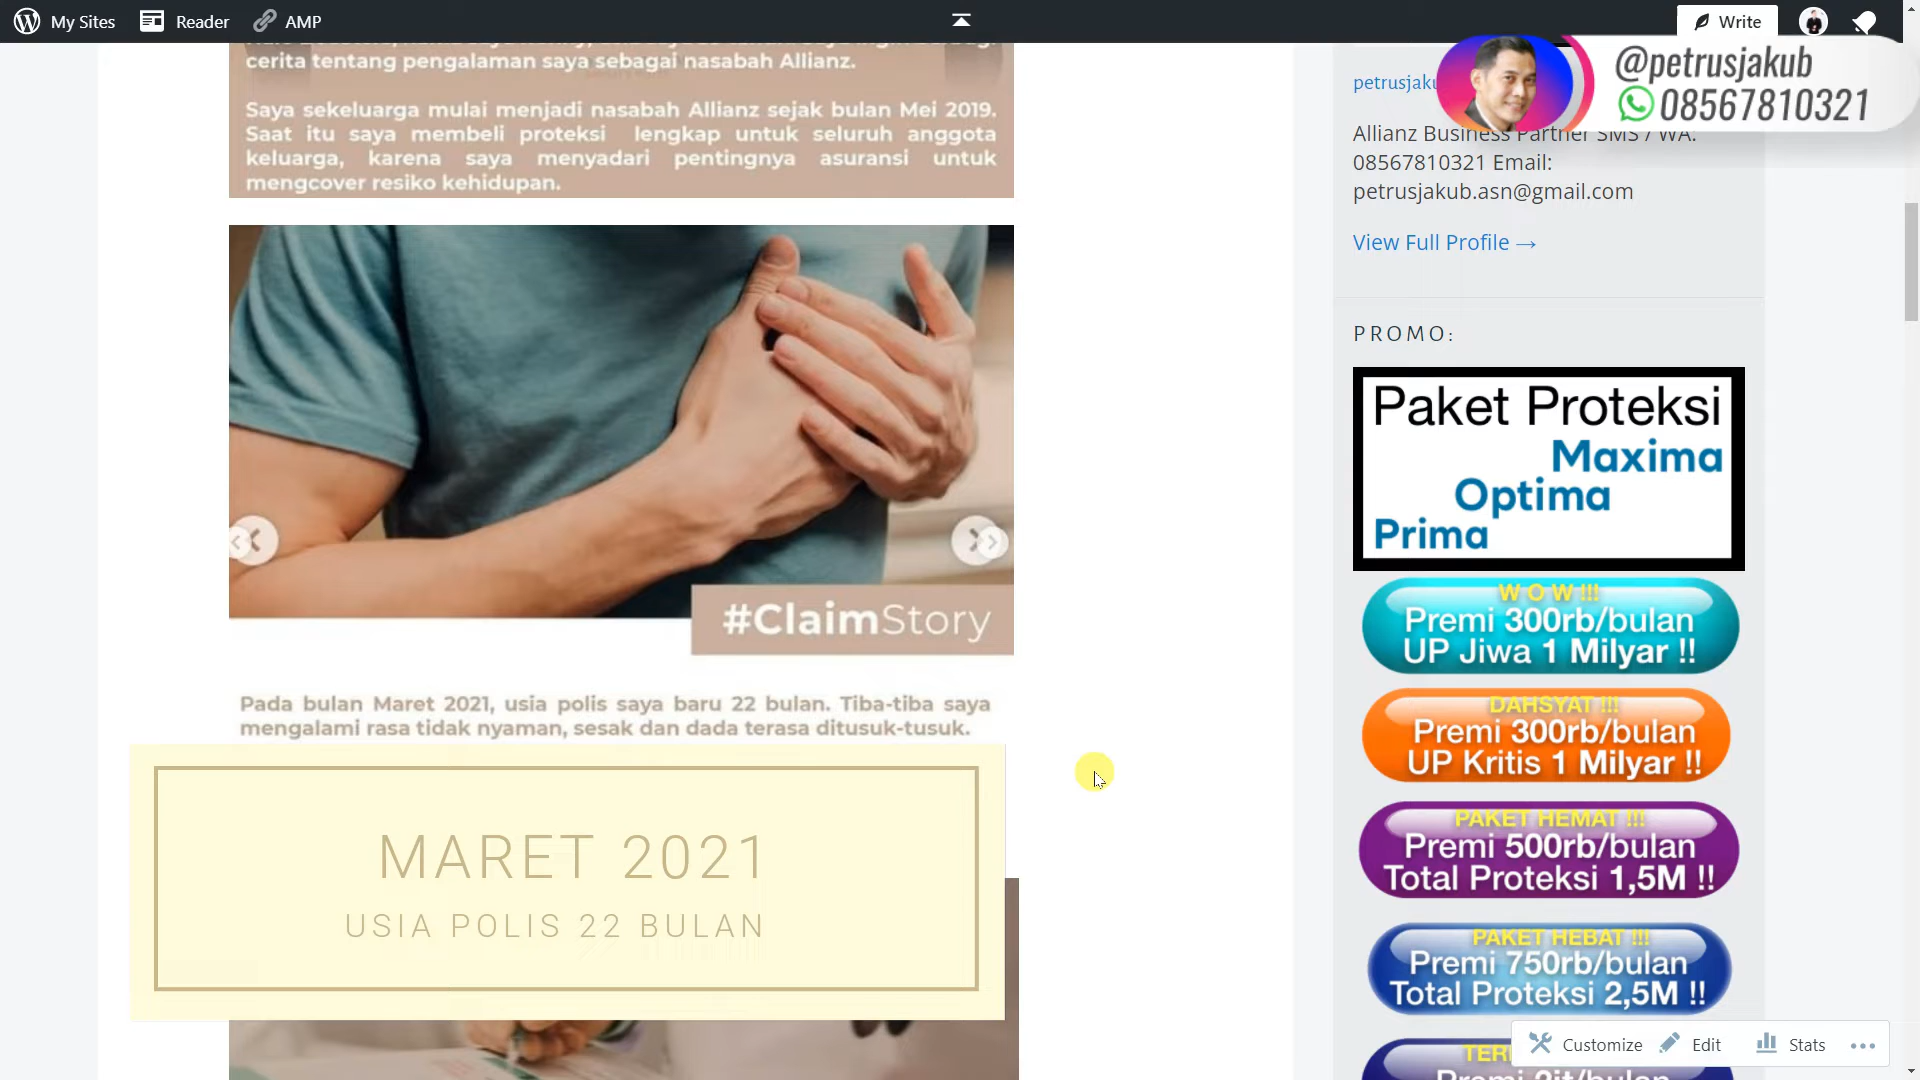 My Sites
Reader
AMP
Write
cerita tentang pengalaman saya sebagai nasabah Allianz.
Saya sekeluarga mulai menjadi nasabah Allianz sejak bulan Mei 2019.
Saat itu saya membeli proteksi lengkap untuk seluruh anggota
keluarga, karena saya menyadari pentingnya asuransi untuk
mengcover resiko kehidupan.
#ClaimStory
Pada bulan Maret 2021, usia polis saya baru 22 bulan. Tiba-tiba saya
mengalami rasa tidak nyaman, sesak dan dada terasa ditusuk-tusuk.
MARET 2021
USIA POLIS 22 BULAN
@petrusjakub
08567810321
Allianz Business Partner SMS / WA:
08567810321 Email:
petrusjakub.asn@gmail.com
View Full Profile →
PROMO:
Paket Proteksi
Maxima
Optima
Prima
W O W !!!
Premi 300rb/bulan
UP Jiwa 1 Milyar !!
DAHSYAT !!!
Premi 300rb/bulan
UP Kritis 1 Milyar !!
PAKET HEMAT !!!
Premi 500rb/bulan
Total Proteksi 1,5M !!
PAKET HEBAT !!!
Premi 750rb/bulan
Total Proteksi 2,5M !!
Customize
Edit
Stats